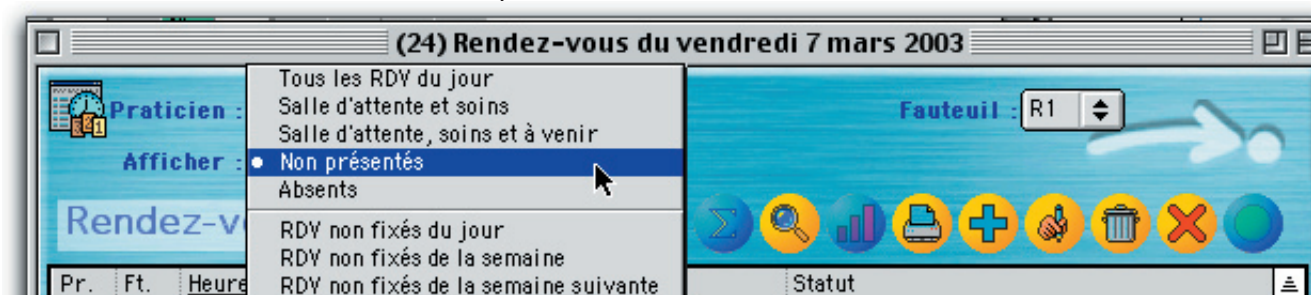 (24) Rendez-vous du vendredi 7 mars 2003
Tous les RDV du jour
Praticien :
Salle d'attente et soins
Fauteuil : R1
Salle d'attente, soins et à venir
Afficher :
Non présentés
Absents
Rendez-v
RDV non fixés du jour
RDV non fixés de la semaine
Pr. Ft. Heure
RDV non fixés de la semaine suivante
Statut